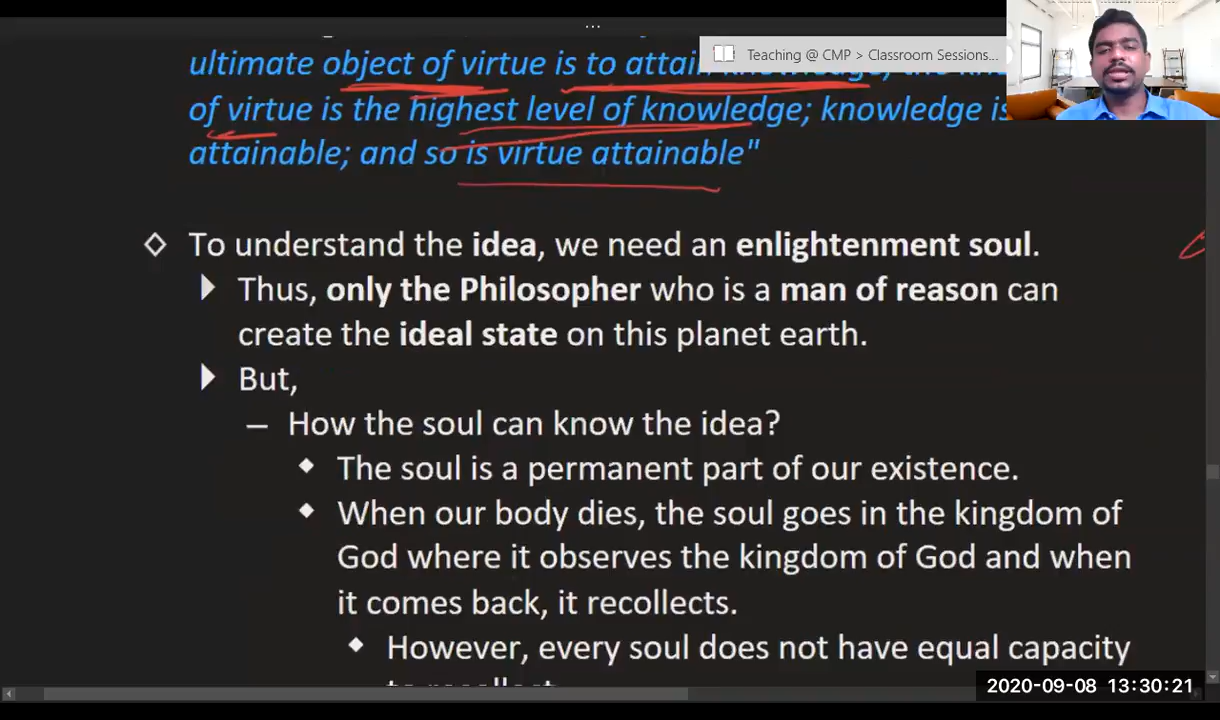 ...
Teaching @ CMP > Classroom Sessions...
ultimate object of virtue is to attain knowledge;
of virtue is the highest level of knowledge; knowledge is
attainable; and so is virtue attainable"
To understand the idea, we need an enlightenment soul.
Thus, only the Philosopher who is a man of reason can
create the ideal state on this planet earth.
But,
– How the soul can know the idea?
The soul is a permanent part of our existence.
When our body dies, the soul goes in the kingdom of
God where it observes the kingdom of God and when
it comes back, it recollects.
However, every soul does not have equal capacity
to recollect
2020-09-08 13:30:21